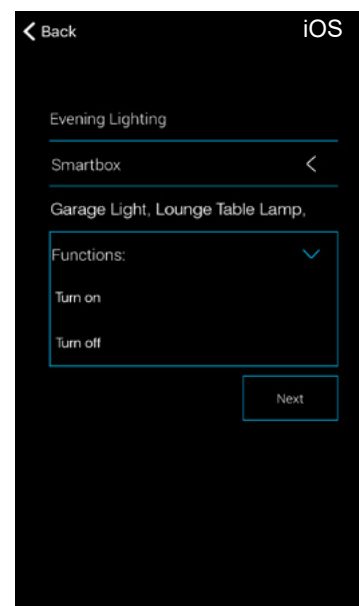 Back
iOS
Evening Lighting
Smartbox
Garage Light, Lounge Table Lamp,
Functions:
Turn on
Turn off
Next